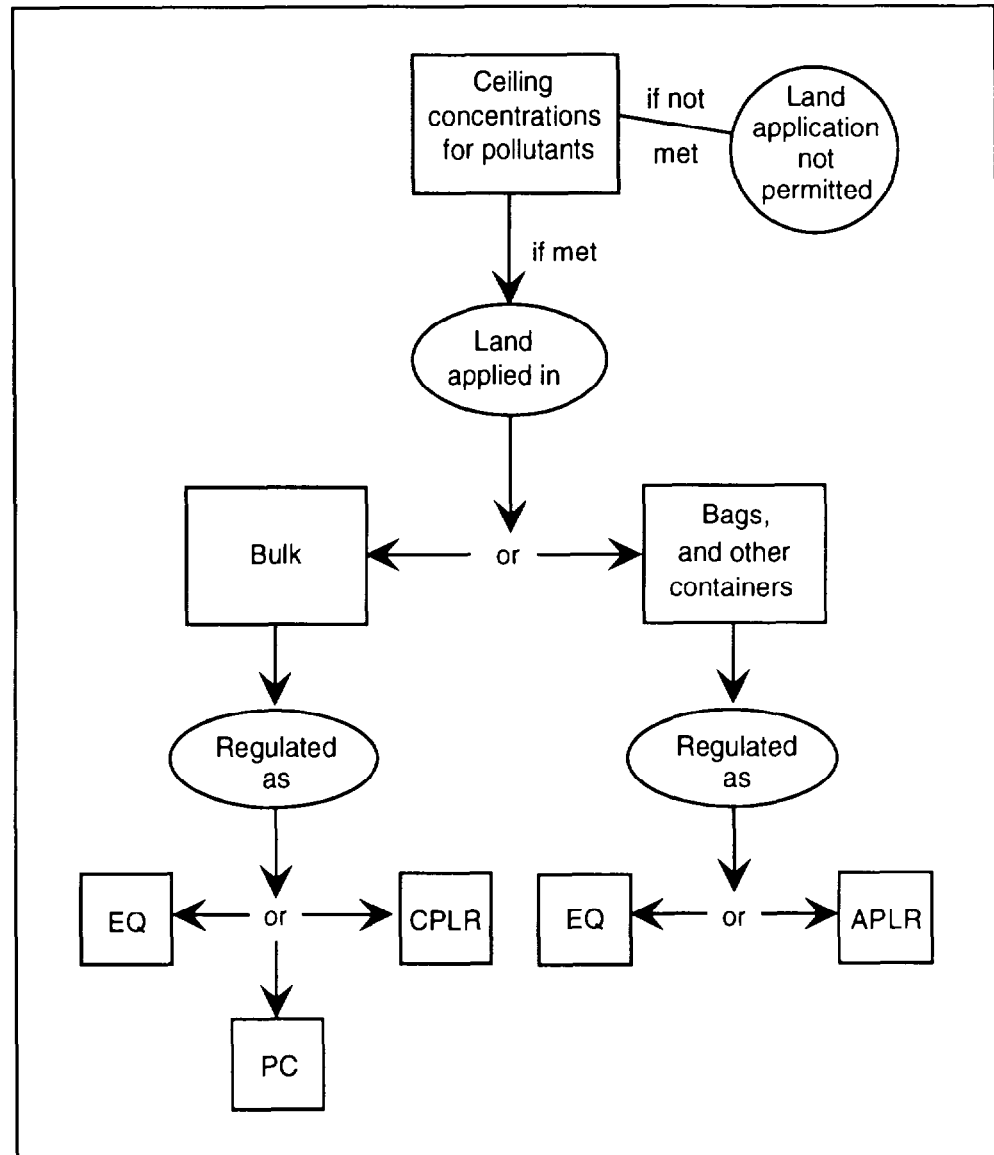 Ceiling
concentrations
for pollutants
if not
met
Land
application
not
permitted
if met
Land
applied in
Bulk
or
Bags,
and other
containers
Regulated
as
Regulated
as
EQ
or
CPLR
EQ
or
APLR
PC